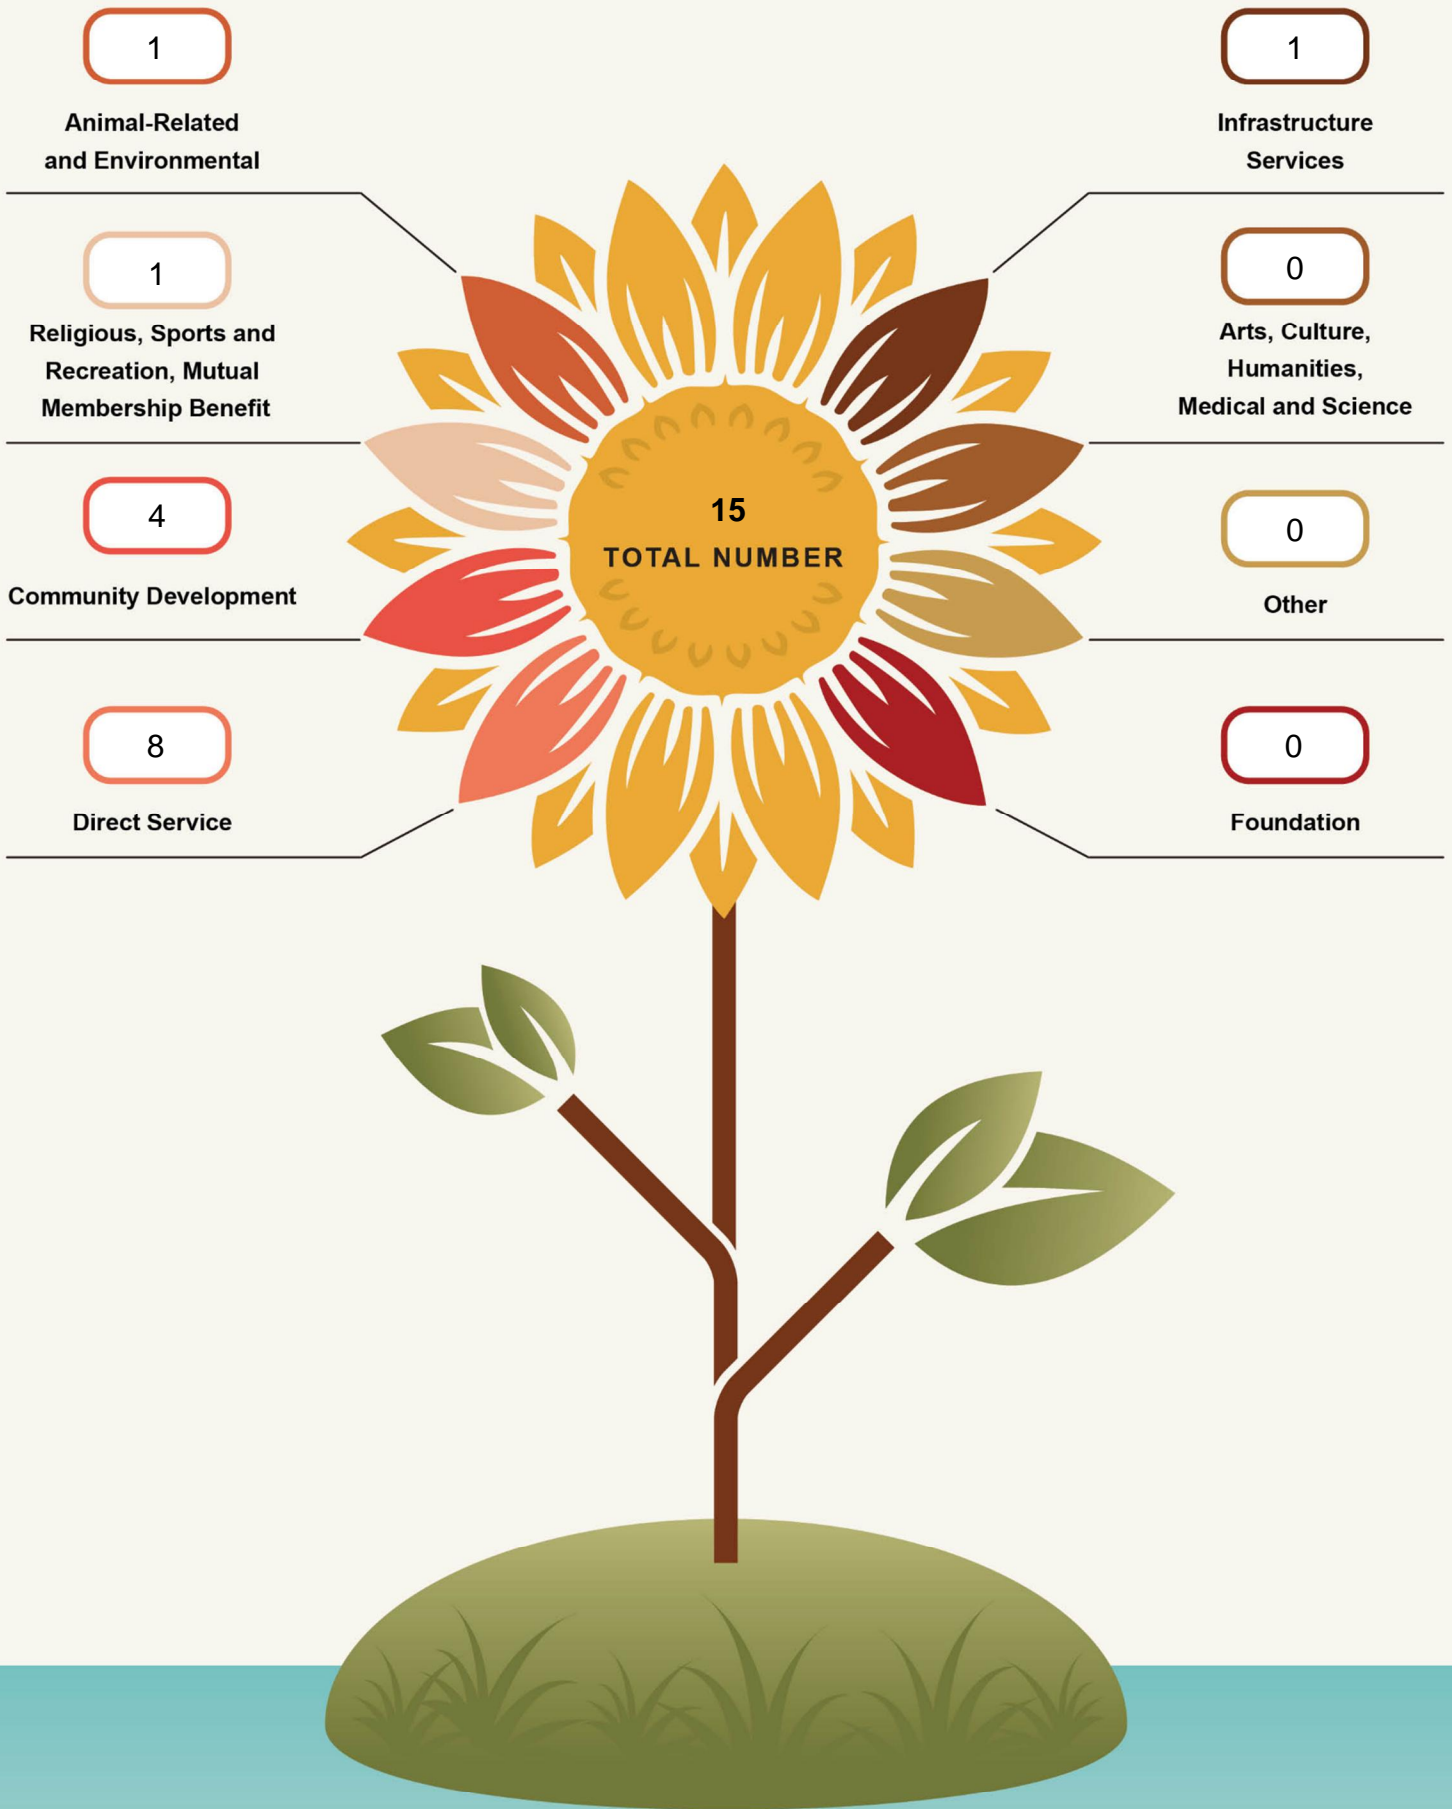 1
Animal-Related
and Environmental
1
Religious, Sports and
Recreation, Mutual
Membership Benefit
4
Community Development
8
Direct Service
15
TOTAL NUMBER
1
Infrastructure
Services
0
Arts, Culture,
Humanities,
Medical and Science
0
Other
0
Foundation